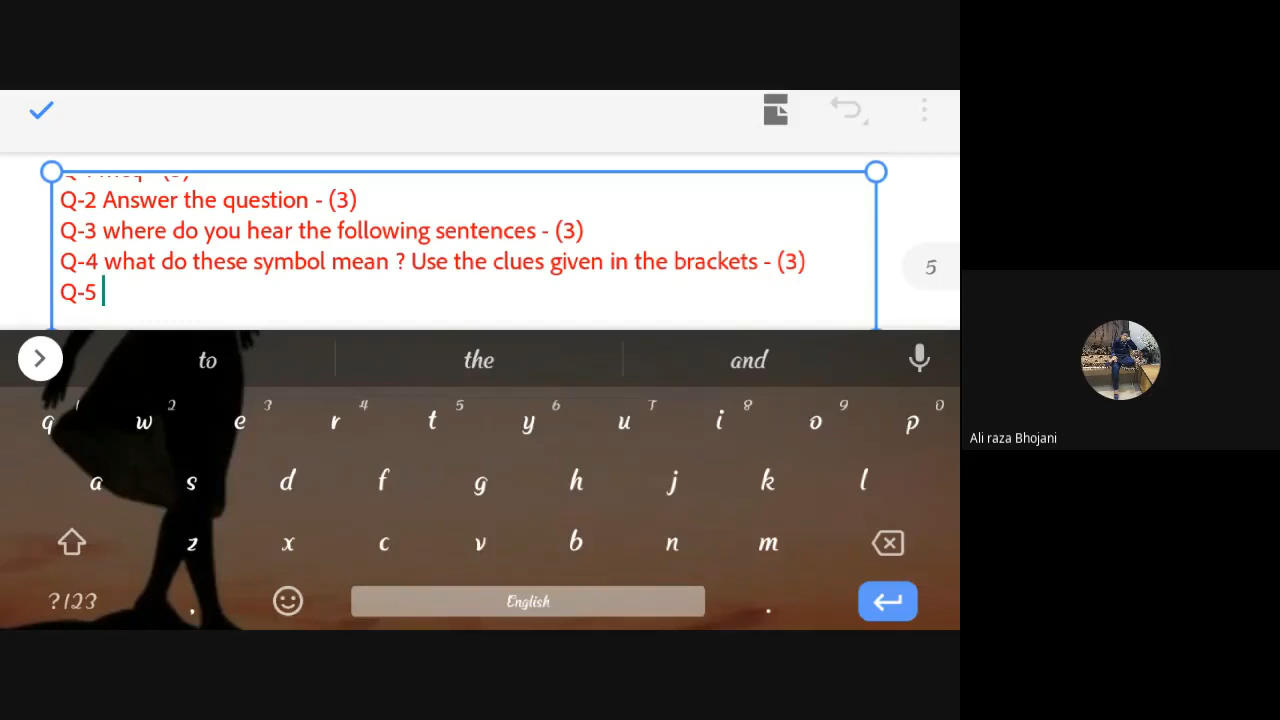 Q-2 Answer the question - (3)
Q-3 where do you hear the following sentences - (3)
Q-4 what do these symbol mean ? Use the clues given in the brackets - (3)
Q-5
5
to the and
1 2 3 4 5 6 7 8 9 0
q w e r t y u i o p
a s d f g h j k l
z x c v b n m
?123 , English .
Ali raza Bhojani